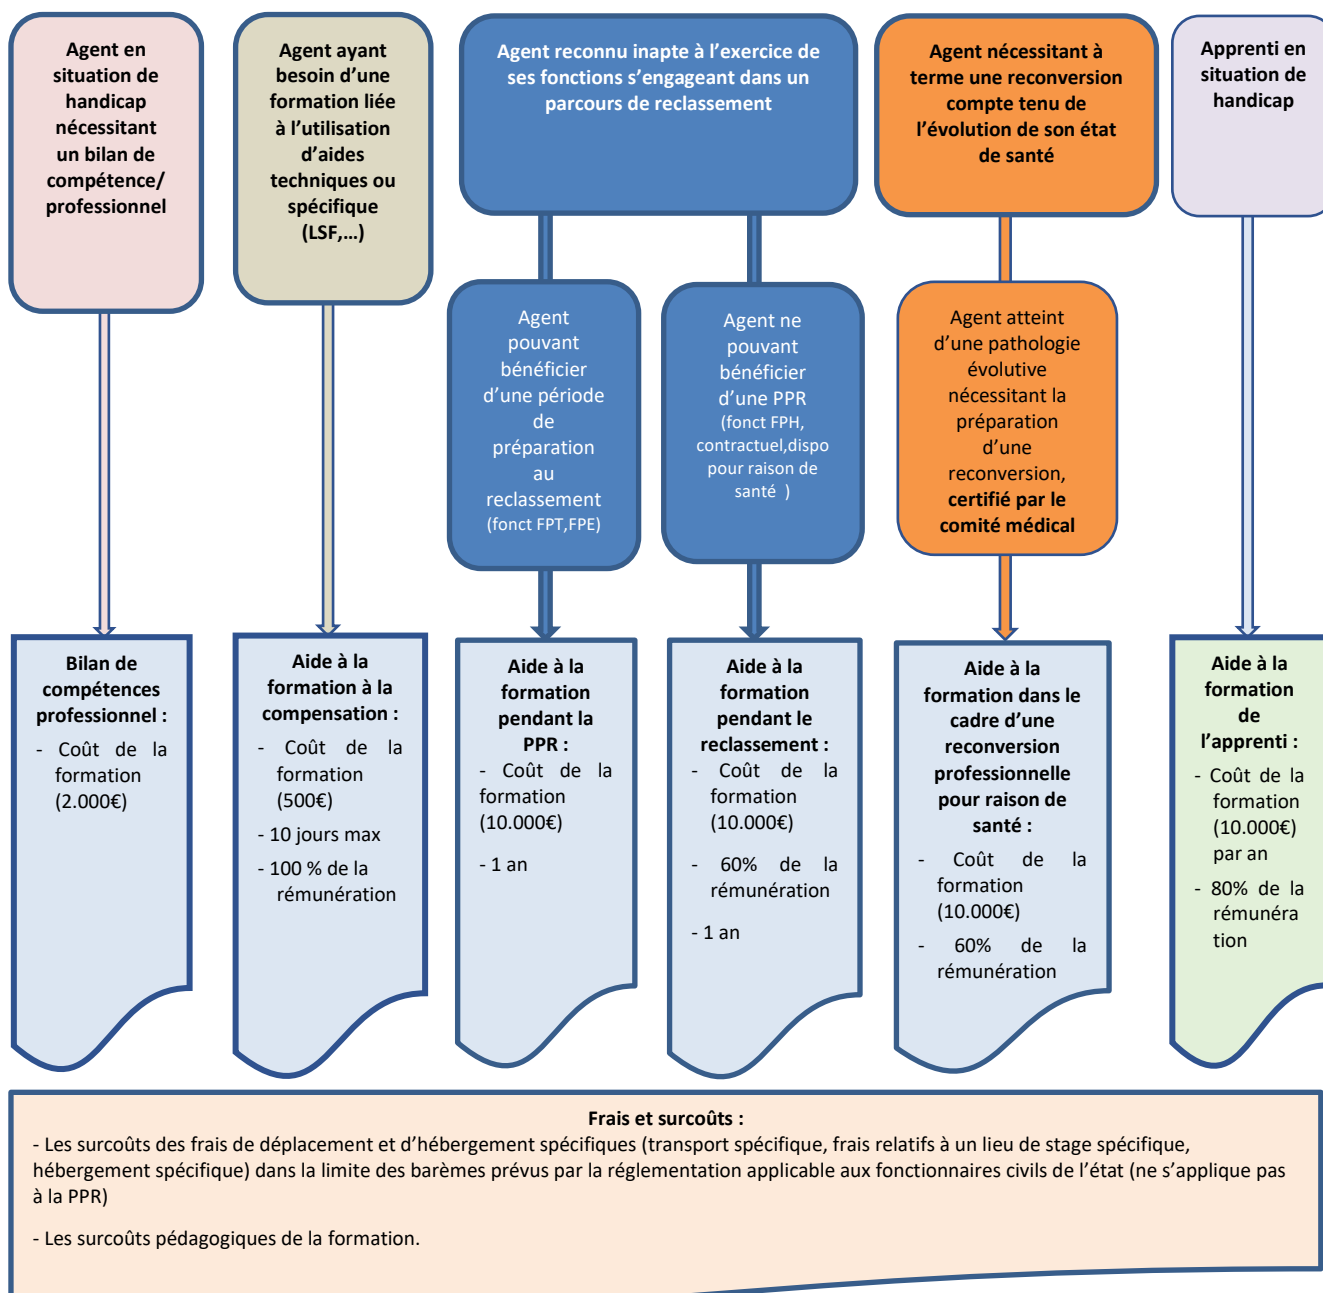 Agent en
situation de
handicap
nécessitant
un bilan de
compétence/
professionnel
Agent ayant
besoin d’une
formation liée
à l’utilisation
d’aides
techniques ou
spécifique
(LSF,…)
Agent reconnu inapte à l’exercice de
ses fonctions s’engageant dans un
parcours de reclassement
Agent nécessitant à
terme une reconversion
compte tenu de
l’évolution de son état
de santé
Apprenti en
situation de
handicap
Agent
pouvant
bénéficier
d’une période
de
préparation
au
reclassement
(fonct FPT,FPE)
Agent ne
pouvant
bénéficier
d’une PPR
(fonct FPH,
contractuel,dispo
pour raison de
santé )
Agent atteint
d’une pathologie
évolutive
nécessitant la
préparation
d’une
reconversion,
certifié par le
comité médical
Bilan de
compétences
professionnel :
- Coût de la
formation
(2.000€)
Aide à la
formation à la
compensation :
- Coût de la
formation
(500€)
- 10 jours max
- 100 % de la
rémunération
Aide à la
formation
pendant la
PPR :
- Coût de la
formation
(10.000€)
- 1 an
Aide à la
formation
pendant le
reclassement :
- Coût de la
formation
(10.000€)
- 60% de la
rémunération
- 1 an
Aide à la
formation dans le
cadre d’une
reconversion
professionnelle
pour raison de
santé :
- Coût de la
formation
(10.000€)
- 60% de la
rémunération
Aide à la
formation
de
l’apprenti :
- Coût de la
formation
(10.000€)
par an
- 80% de la
rémunéra
tion
Frais et surcoûts :
- Les surcoûts des frais de déplacement et d’hébergement spécifiques (transport spécifique, frais relatifs à un lieu de stage spécifique,
hébergement spécifique) dans la limite des barèmes prévus par la réglementation applicable aux fonctionnaires civils de l’état (ne s’applique pas
à la PPR)
- Les surcoûts pédagogiques de la formation.